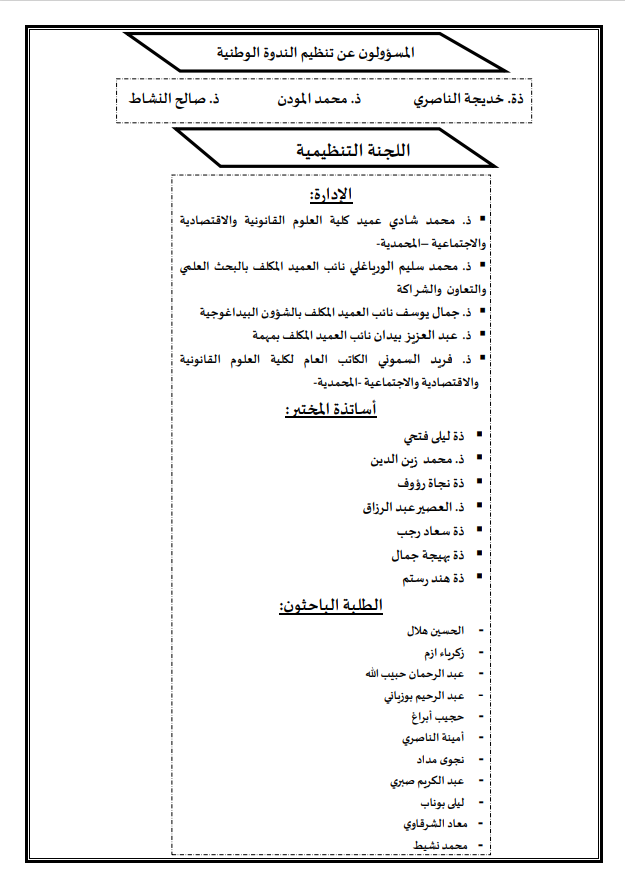 المسؤولون عن تنظيم الندوة الوطنية
ذة. خديجة الناصري ذ. محمد المودن ذ. صالح النشاط
اللجنة التنظيمية
الإدارة:
▪ ذ. محمد شادي عميد كلية العلوم القانونية والاقتصادية
والاجتماعية –المحمدية-
▪ ذ. محمد سليم الورياغلي نائب العميد المكلف بالبحث العلمي
والتعاون والشراكة
▪ ذ. جمال يوسف نائب العميد المكلف بالشؤون البيداغوجية
▪ ذ. عبد العزيز بيدان نائب العميد المكلف بمهمة
▪ ذ. فريد السموني الكاتب العام لكلية العلوم القانونية
والاقتصادية والاجتماعية -المحمدية-
أساتذة المختبر:
▪ ذة ليلى فتحي
▪ ذ. محمد زين الدين
▪ ذة نجاة رؤوف
▪ ذ. العصير عبد الرزاق
▪ ذة سعاد رجب
▪ ذة بهيجة جمال
▪ ذة هند رستم
الطلبة الباحثون:
- الحسين هلال
- زكرياء ازم
- عبد الرحمان حبيب الله
- عبد الرحيم بوزياني
- حجيب أبراغ
- أمينة الناصري
- نجوى مداد
- عبد الكريم صبري
- ليلى بوناب
- معاد الشرقاوي
- محمد نشيط